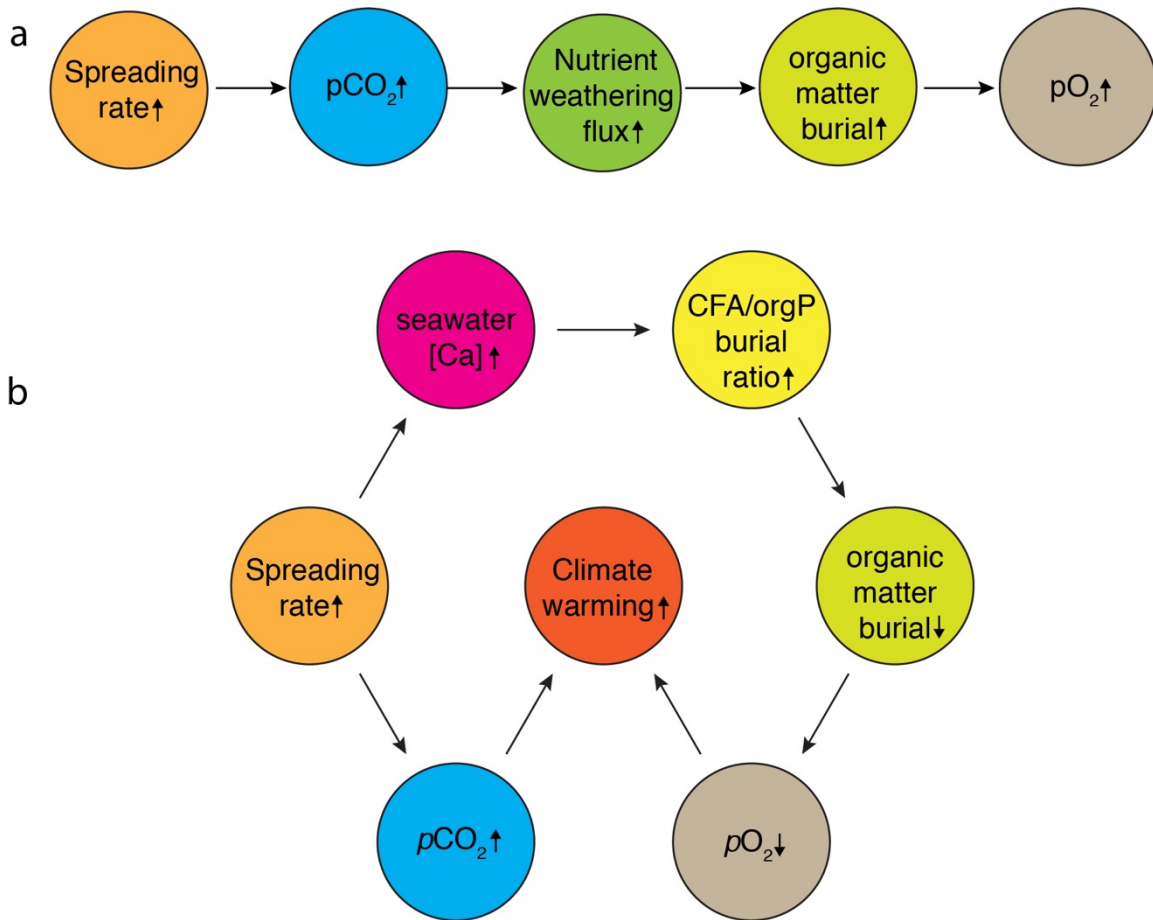 a
Spreading
rate↑
pCO₂↑
Nutrient
weathering
flux↑
organic
matter
burial↑
pO₂↑
b
seawater
[Ca]↑
CFA/orgP
burial
ratio↑
Spreading
rate↑
Climate
warming↑
organic
matter
burial↓
pCO₂↑
pO₂↓